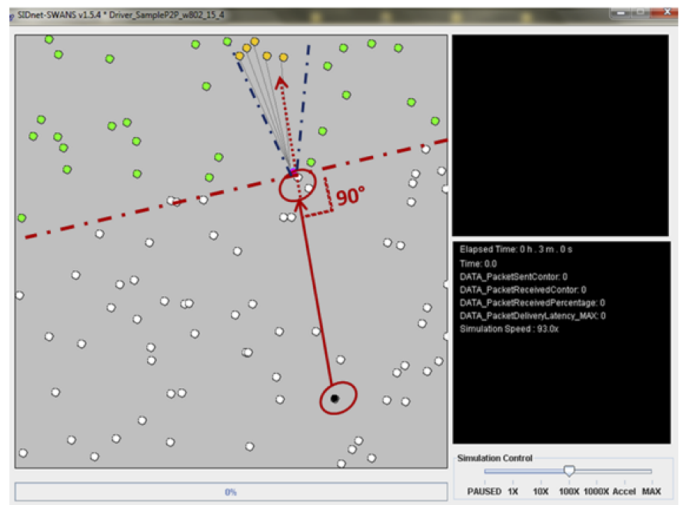 SIDnet-SWANS v1.5.4 * Driver_SampleP2P_w802_15_4
90°
Elapsed Time: 0 h . 3 m . 0 s
Time: 0.0
DATA_PacketSentContor: 0
DATA_PacketReceivedContor: 0
DATA_PacketReceivedPercentage: 0
DATA_PacketDeliveryLatency_MAX: 0
Simulation Speed : 93.0x
Simulation Control
PAUSED 1X 10X 100X 1000X Accel MAX
0%